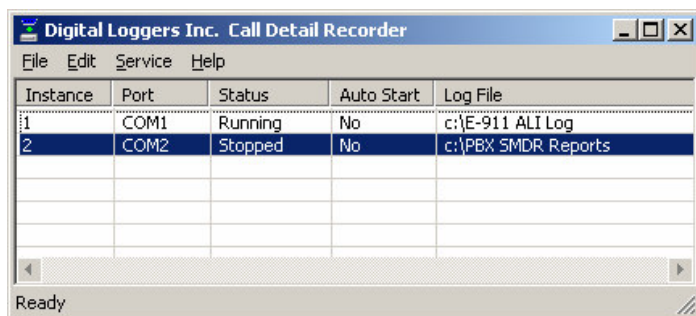 Digital Loggers Inc. Call Detail Recorder
File Edit Service Help
Instance Port Status Auto Start Log File
1 COM1 Running No c:\E-911 ALI Log
2 COM2 Stopped No c:\PBX SMDR Reports
Ready